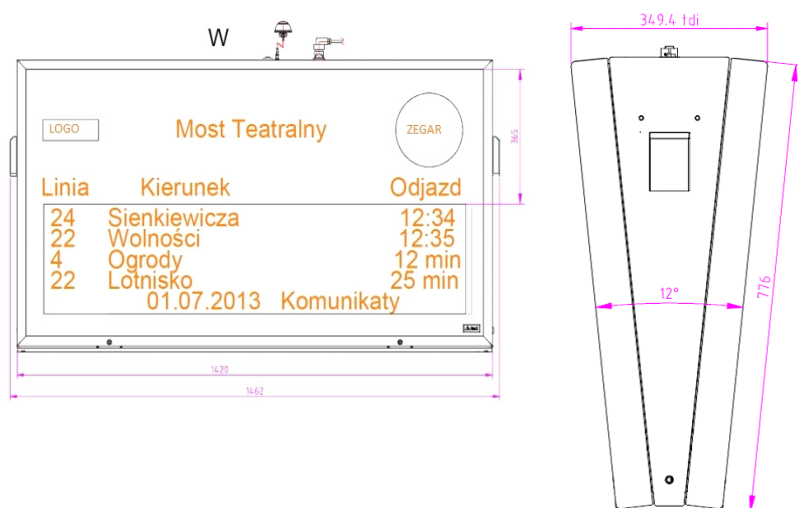 W
LOGO
Most Teatralny
ZEGAR
Linia Kierunek Odjazd
24 Sienkiewicza 12:34
22 Wolności 12:35
4 Ogrody 12 min
22 Lotnisko 25 min
01.07.2013 Komunikaty
365
1420
1462
349.4 tdi
12°
776